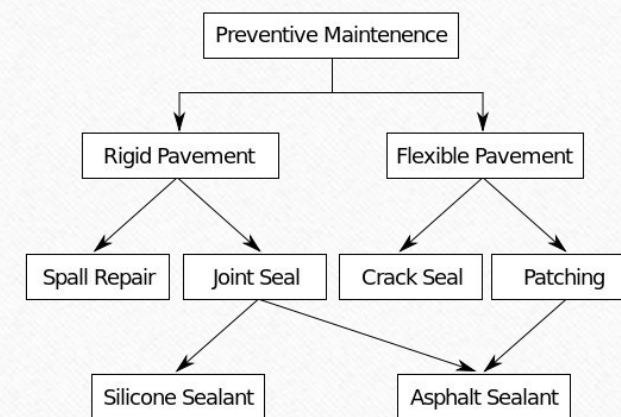 Preventive Maintenence
Rigid Pavement
Flexible Pavement
Spall Repair
Joint Seal
Crack Seal
Patching
Silicone Sealant
Asphalt Sealant